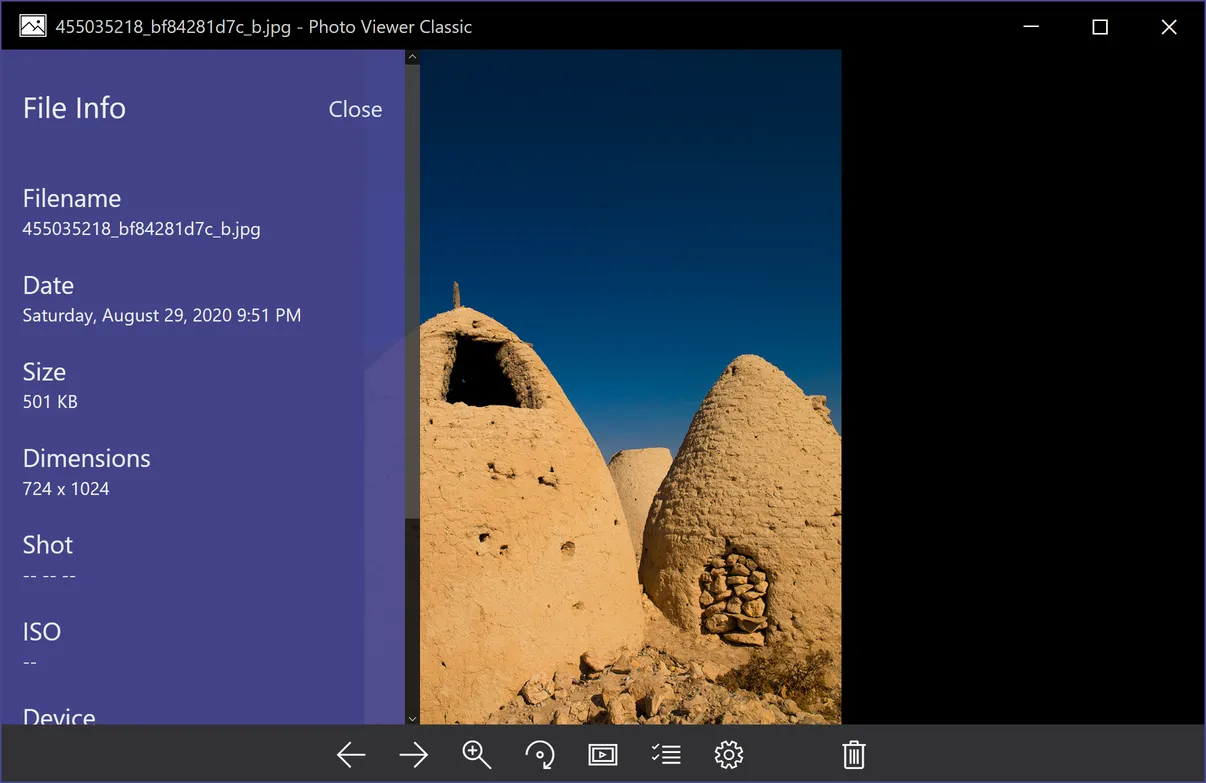 455035218_bf84281d7c_b.jpg - Photo Viewer Classic
File Info
Close
Filename
455035218_bf84281d7c_b.jpg
Date
Saturday, August 29, 2020 9:51 PM
Size
501 KB
Dimensions
724 x 1024
Shot
-- -- --
ISO
--
Device